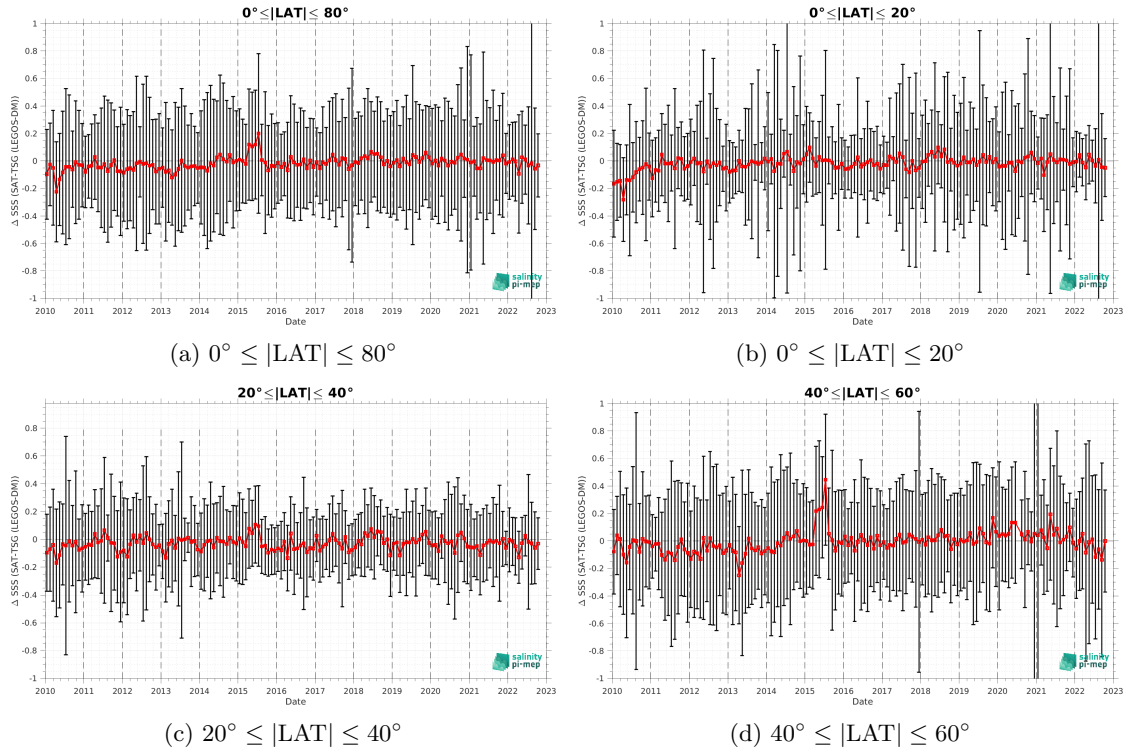 0°≤|LAT|≤ 80°
Δ SSS (SAT-TSG (LEGOS-DM))
1
0.8
0.6
0.4
0.2
0
-0.2
-0.4
-0.6
-0.8
-1
2010 2011 2012 2013 2014 2015 2016 2017 2018 2019 2020 2021 2022 2023
Date
salinity
pi-mep
(a) 0° ≤ |LAT| ≤ 80°
0°≤|LAT|≤ 20°
Δ SSS (SAT-TSG (LEGOS-DM))
1
0.8
0.6
0.4
0.2
0
-0.2
-0.4
-0.6
-0.8
-1
2010 2011 2012 2013 2014 2015 2016 2017 2018 2019 2020 2021 2022 2023
Date
salinity
pi-mep
(b) 0° ≤ |LAT| ≤ 20°
20°≤|LAT|≤ 40°
Δ SSS (SAT-TSG (LEGOS-DM))
0.8
0.6
0.4
0.2
0
-0.2
-0.4
-0.6
-0.8
-1
2010 2011 2012 2013 2014 2015 2016 2017 2018 2019 2020 2021 2022 2023
Date
salinity
pi-mep
(c) 20° ≤ |LAT| ≤ 40°
40°≤|LAT|≤ 60°
Δ SSS (SAT-TSG (LEGOS-DM))
1
0.8
0.6
0.4
0.2
0
-0.2
-0.4
-0.6
-0.8
-1
2010 2011 2012 2013 2014 2015 2016 2017 2018 2019 2020 2021 2022 2023
Date
salinity
pi-mep
(d) 40° ≤ |LAT| ≤ 60°